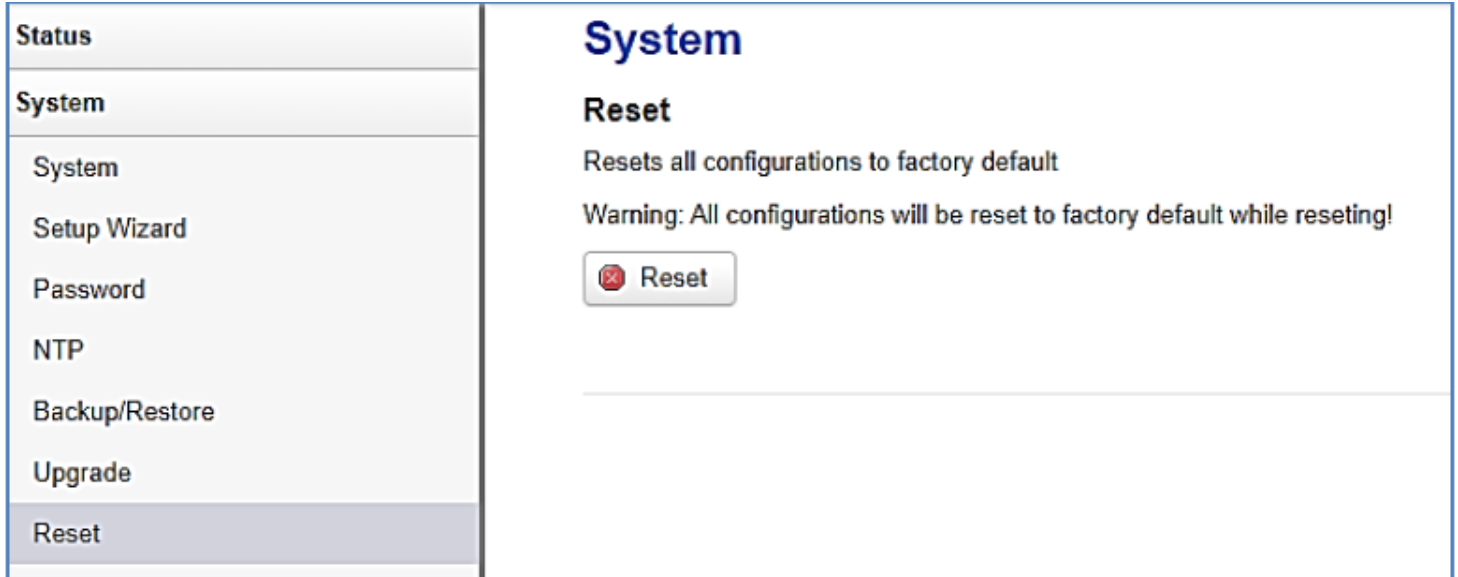 Status
System
System
Setup Wizard
Password
NTP
Backup/Restore
Upgrade
Reset
System
Reset
Resets all configurations to factory default
Warning: All configurations will be reset to factory default while reseting!
Reset